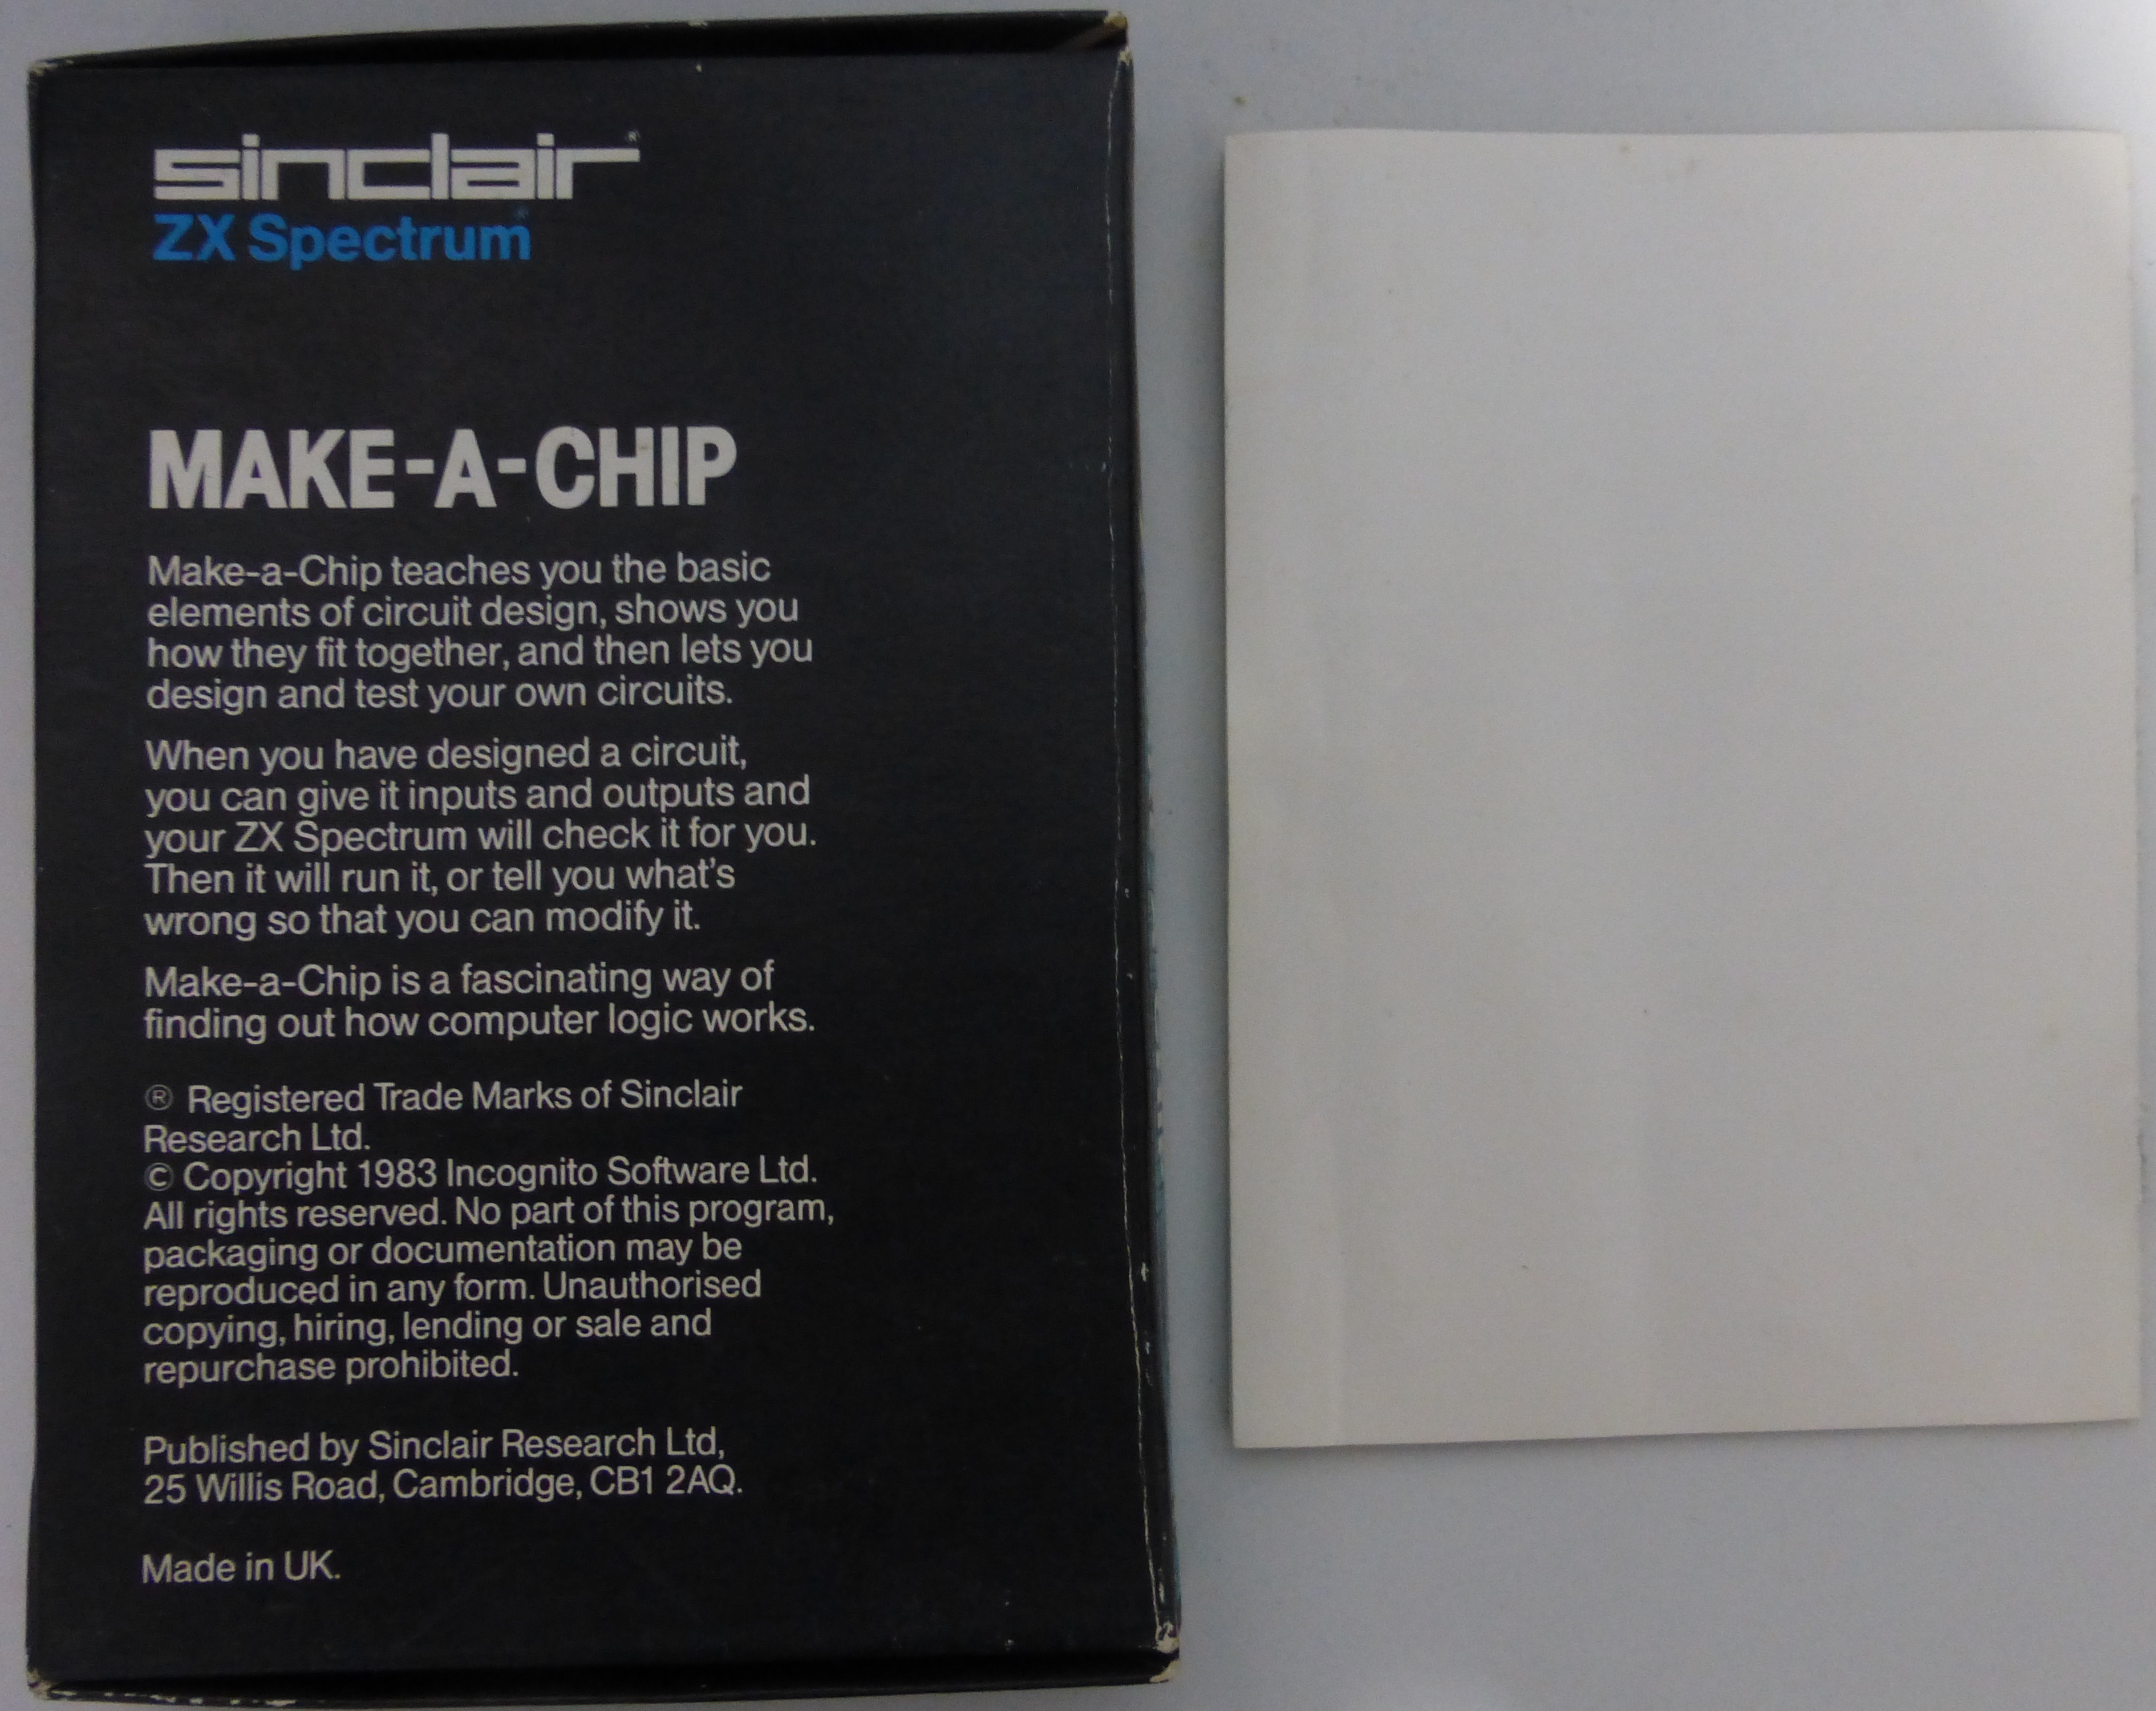 sinclair®
ZX Spectrum®
MAKE-A-CHIP
Make-a-Chip teaches you the basic
elements of circuit design, shows you
how they fit together, and then lets you
design and test your own circuits.
When you have designed a circuit,
you can give it inputs and outputs and
your ZX Spectrum will check it for you.
Then it will run it, or tell you what's
wrong so that you can modify it.
Make-a-Chip is a fascinating way of
finding out how computer logic works.
® Registered Trade Marks of Sinclair
Research Ltd.
© Copyright 1983 Incognito Software Ltd.
All rights reserved. No part of this program,
packaging or documentation may be
reproduced in any form. Unauthorised
copying, hiring, lending or sale and
repurchase prohibited.
Published by Sinclair Research Ltd,
25 Willis Road, Cambridge, CB1 2AQ.
Made in UK.